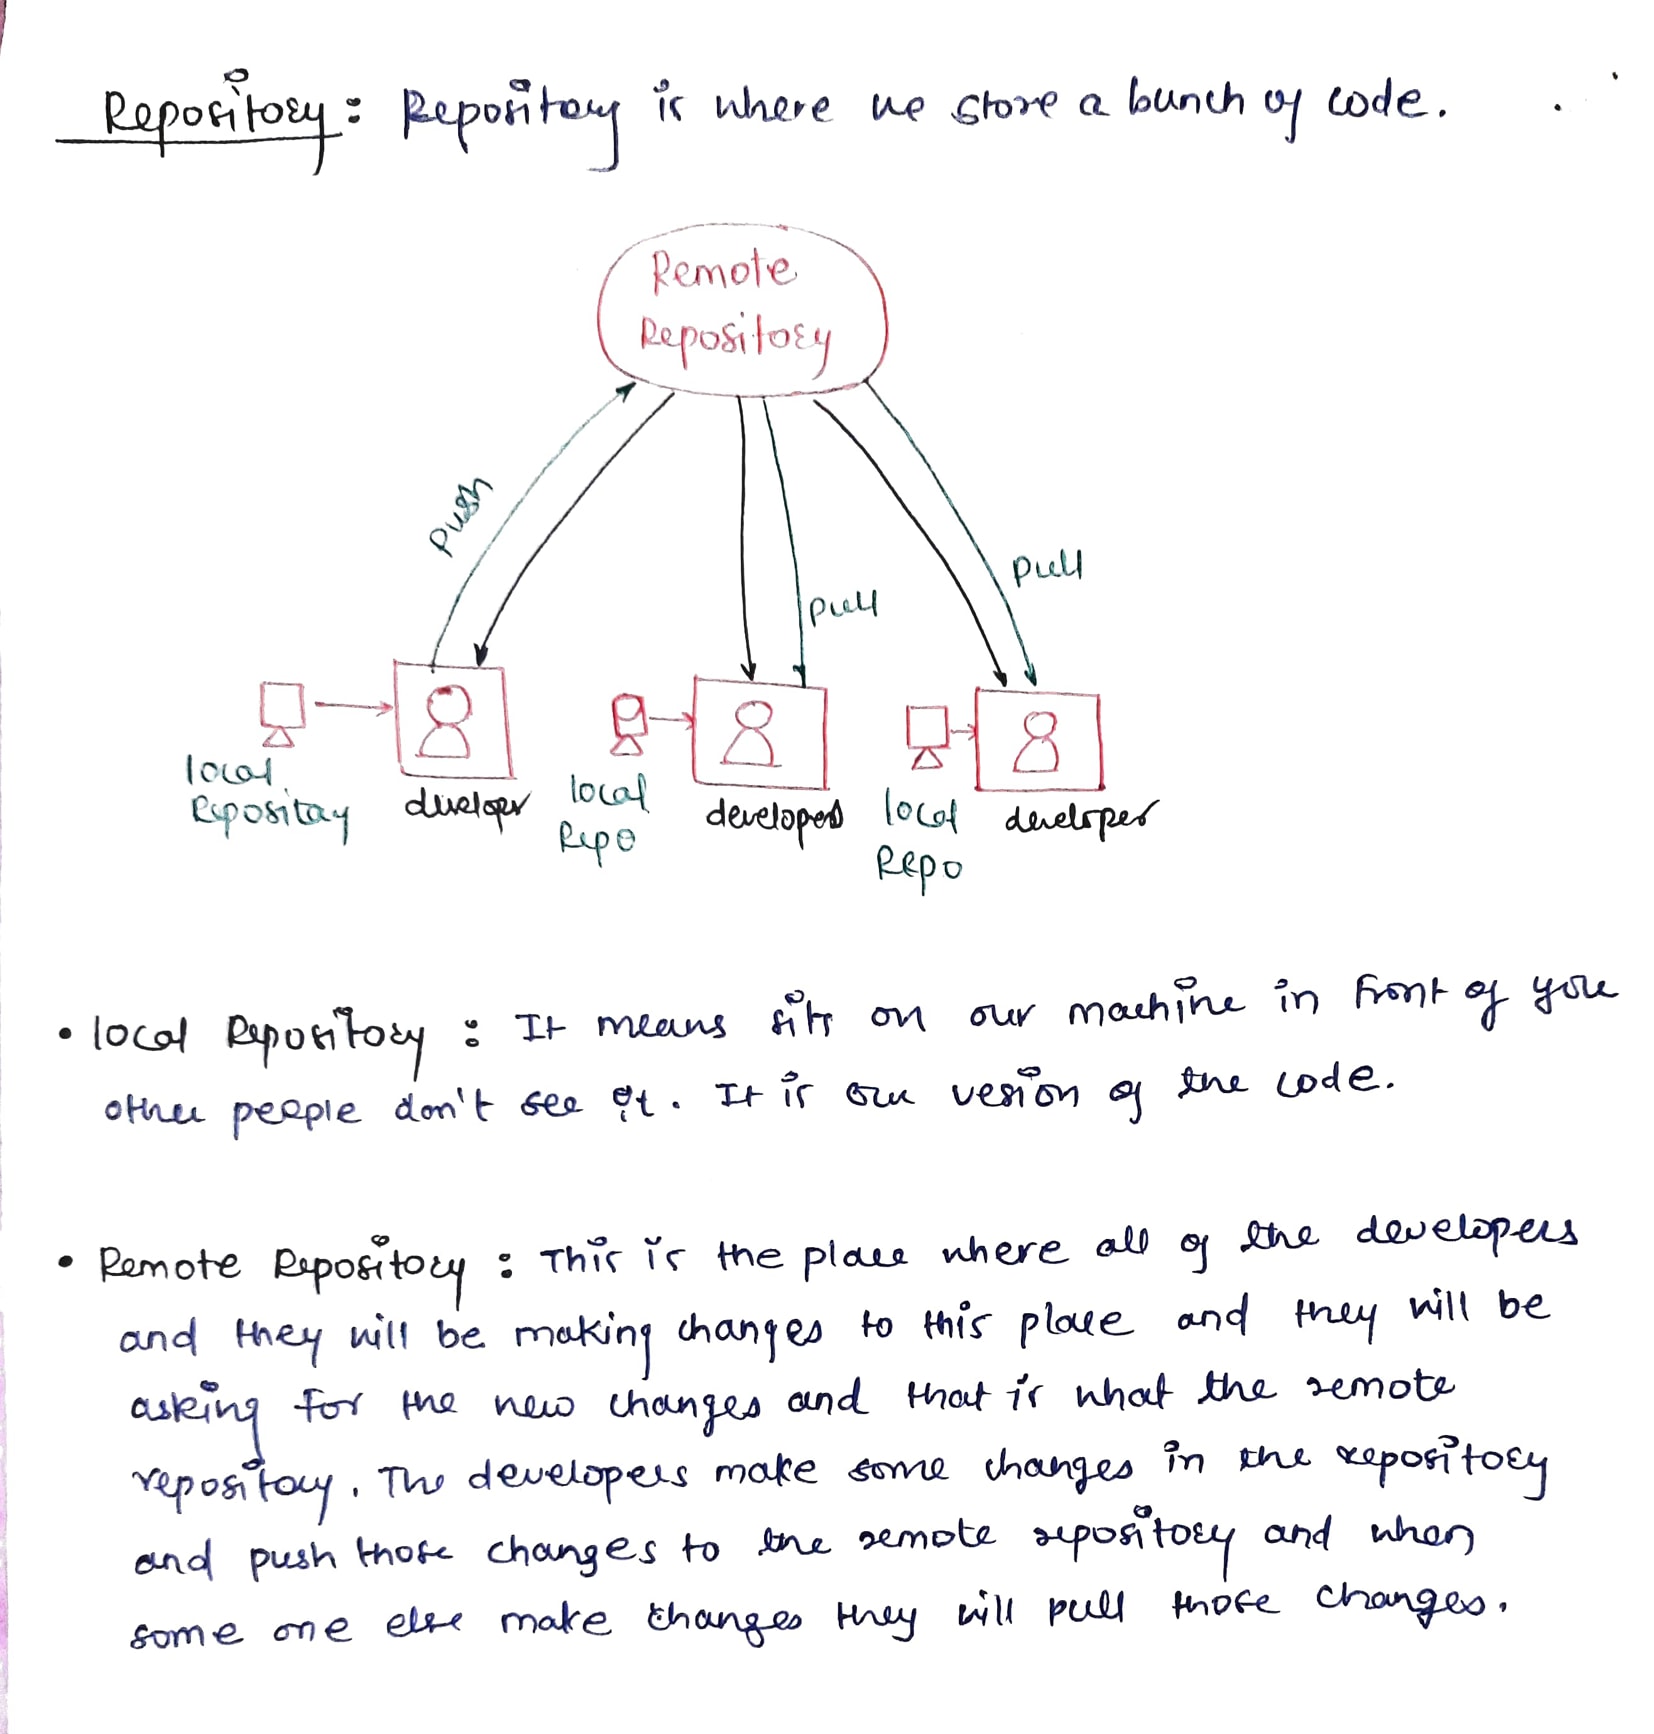 Repository : Repository is where we store a bunch of code.
Remote
Repository
Push
Pull
Pull
local
Repository
developer
local
Repo
developer
local
Repo
developer
• local Repository : It means sits on our machine in front of you
other people don't see it. It is our vesion of the code.
• Remote Repository : This is the place where all of the developers
and they will be making changes to this place and they will be
asking for the new changes and that is what the remote
repository. The developers make some changes in the repository
and push those changes to the remote repository and when
some one else make changes they will pull those changes.